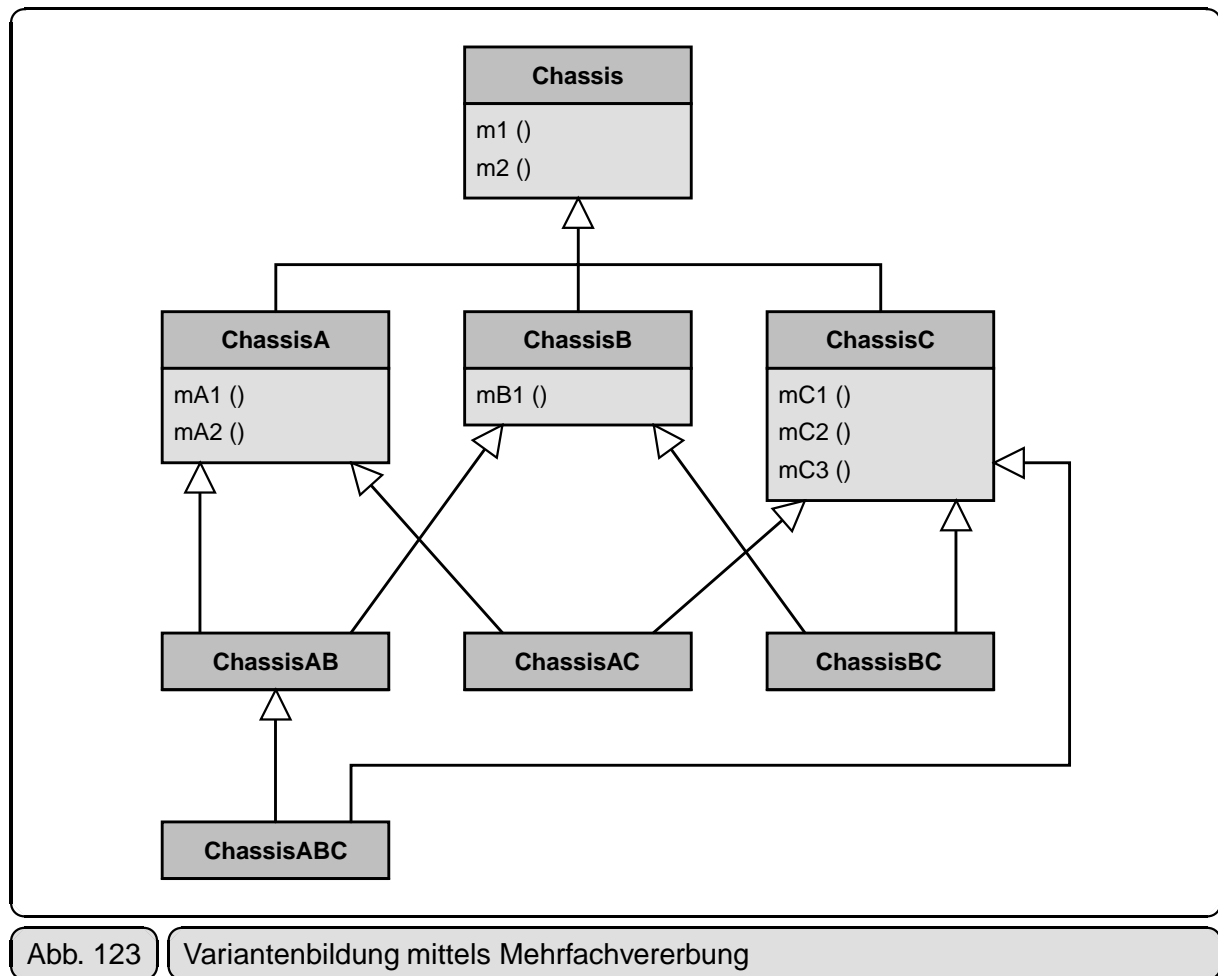 Chassis
m1 ()
m2 ()
ChassisA
mA1 ()
mA2 ()
ChassisB
mB1 ()
ChassisC
mC1 ()
mC2 ()
mC3 ()
ChassisAB
ChassisAC
ChassisBC
ChassisABC
Abb. 123 Variantenbildung mittels Mehrfachvererbung